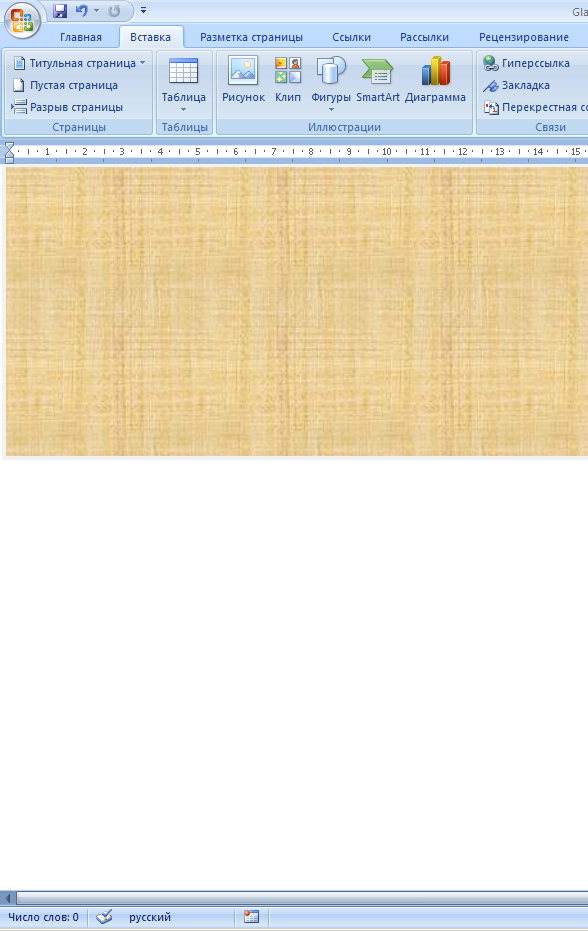 Gla
Главная Вставка Разметка страницы Ссылки Рассылки Рецензирование
Титульная страница
Пустая страница
Разрыв страницы
Страницы
Таблица
Таблицы
Рисунок Клип Фигуры SmartArt Диаграмма
Иллюстрации
Гиперссылка
Закладка
Перекрестная сс
Связи
1 2 3 4 5 6 7 8 9 10 11 12 13 14 15
Число слов: 0 русский